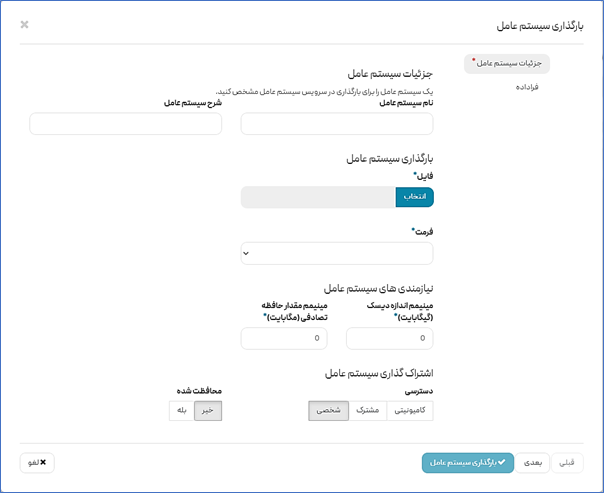 بارگذاری سیستم عامل
جزئیات سیستم عامل *
فراداده
جزئیات سیستم عامل
یک سیستم عامل را برای بارگذاری در سرویس سیستم عامل مشخص کنید.
نام سیستم عامل
شرح سیستم عامل
بارگذاری سیستم عامل
فایل*
انتخاب
فرمت*
نیازمندی های سیستم عامل
مینیمم اندازه دیسک
(گیگابایت)*
0
مینیمم مقدار حافظه
تصادفی (مگابایت)*
0
اشتراک گذاری سیستم عامل
دسترسی
کامیونیتی
مشترک
شخصی
محافظت شده
خیر
بله
قبلی
بعدی
بارگذاری سیستم عامل
لغو